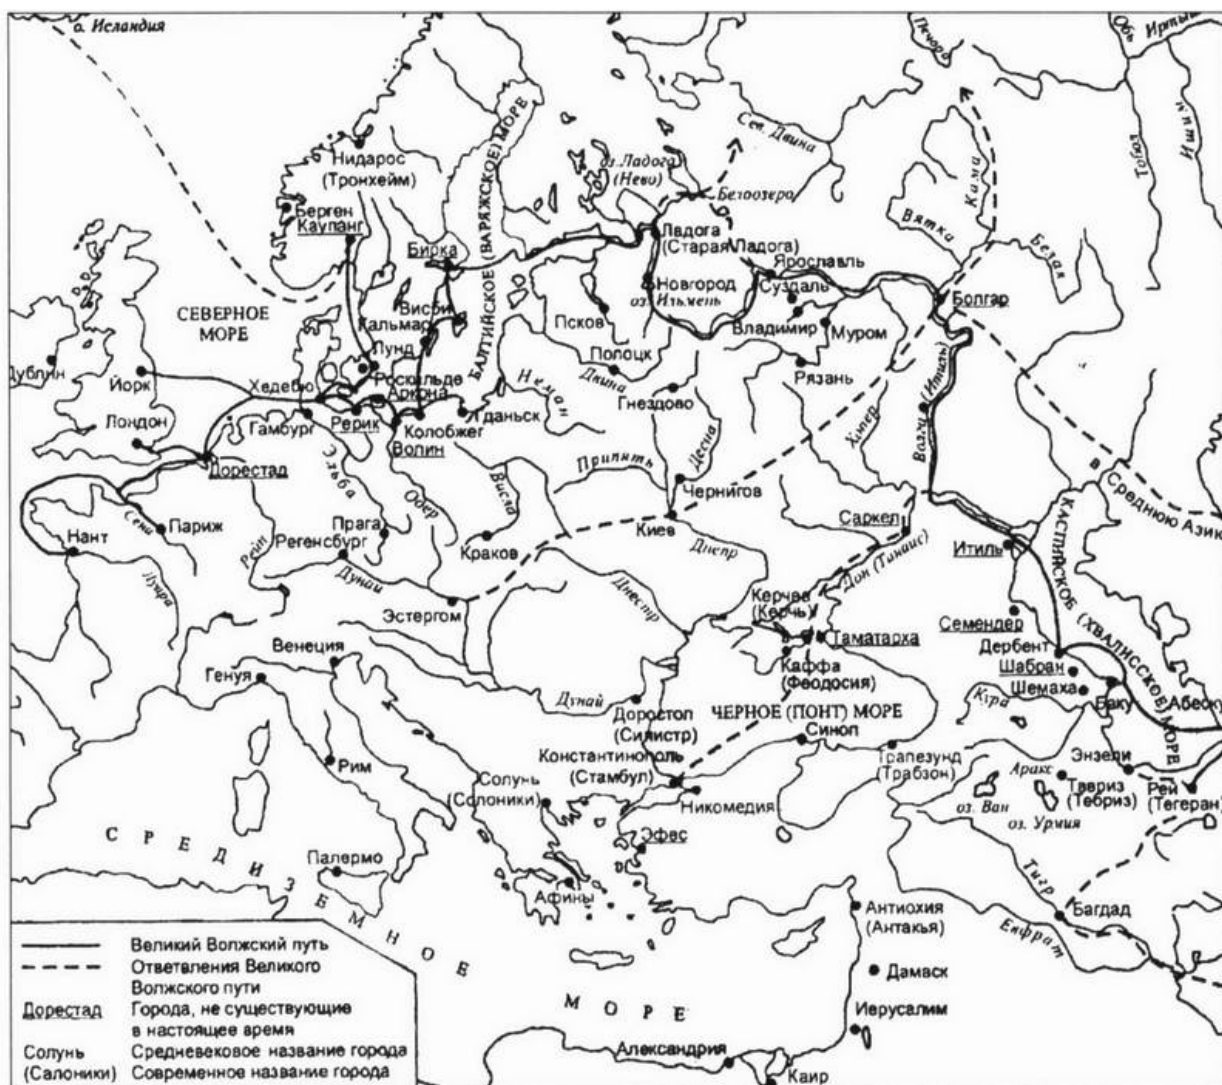 о. Исландия
Печора
Обь
Иртыш
Тобол
Сев. Двина
оз. Ладога
(Нево)
Белоозеро
Нидарос
(Тронхейм)
БАЛТИЙСКОЕ (ВАРЯЖСКОЕ) МОРЕ
Кама
Вятка
Белая
Берген
Каупанг
Бирка
Ладога
(Старая Ладога)
Ярославль
Новгород
оз. Ильмень
Суздаль
Болгар
СЕВЕРНОЕ
МОРЕ
Висби
Кальмар
Псков
Владимир
Муром
Лунд
Полоцк
Двина
Рязань
Дублин
Йорк
Хедебю
Роскильде
Аркона
Неман
Гнездово
Хопер
Волга (Итиль)
Лондон
Гамбург
Рерик
Волин
Колобжег
Гданьск
Дорестад
Эльба
Одер
Висла
Припять
Десна
Чернигов
в
Среднюю Азию
Нант
Сена
Париж
Рейн
Прага
Регенсбург
Краков
Киев
Днепр
Саркел
Дон (Танаис)
Итиль
КАСПИЙСКОЕ (ХВАЛИССКОЕ) МОРЕ
Луара
Дунай
Эстергом
Днестр
Керчев
(Керчь)
Таматарха
Семендер
Венеция
Генуя
Каффа
(Феодосия)
Дербент
Шабран
Шемаха
Баку
Кура
Абеску
Дунай
Доростол
(Силистр)
ЧЕРНОЕ (ПОНТ) МОРЕ
Синоп
Рим
Константинополь
(Стамбул)
Трапезунд
(Трабзон)
Энзели
Аракс
Тавриз
(Тебриз)
Рей
(Тегеран)
Солунь
(Салоники)
Никомедия
оз. Ван
оз. Урмия
Эфес
СРЕДИЗЕМНОЕ МОРЕ
Палермо
Афины
Тигр
Багдад
Евфрат
Антиохия
(Антакья)
Дамаск
Иерусалим
Александрия
Каир
Великий Волжский путь
Ответвления Великого
Волжского пути
Дорестад Города, не существующие
в настоящее время
Солунь Средневековое название города
(Салоники) Современное название города